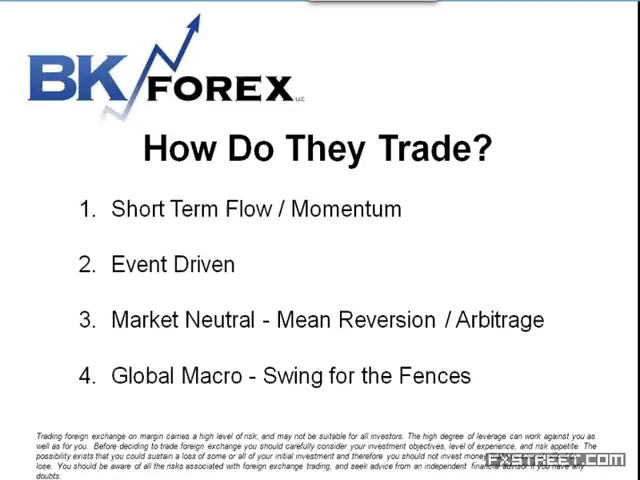 BK FOREX LLC
How Do They Trade?
1. Short Term Flow / Momentum
2. Event Driven
3. Market Neutral - Mean Reversion / Arbitrage
4. Global Macro - Swing for the Fences
Trading foreign exchange on margin carries a high level of risk, and may not be suitable for all investors. The high degree of leverage can work against you as
well as for you. Before deciding to trade foreign exchange you should carefully consider your investment objectives, level of experience, and risk appetite. The
possibility exists that you could sustain a loss of some or all of your initial investment and therefore you should not invest money
lose. You should be aware of all the risks associated with foreign exchange trading, and seek advice from an independent financial advisor if you have any
doubts.
FXSTREET.COM